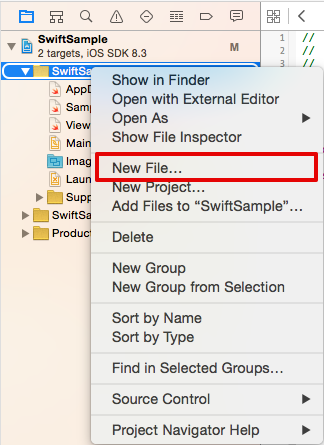 SwiftSample
2 targets, iOS SDK 8.3
M
1
2
3
//
//
//
SwiftSample
AppD
Samp
View
Main
Imag
Laun
Supp
SwiftSa
Product
Show in Finder
Open with External Editor
Open As
Show File Inspector
New File...
New Project...
Add Files to “SwiftSample”...
Delete
New Group
New Group from Selection
Sort by Name
Sort by Type
Find in Selected Groups...
Source Control
Project Navigator Help